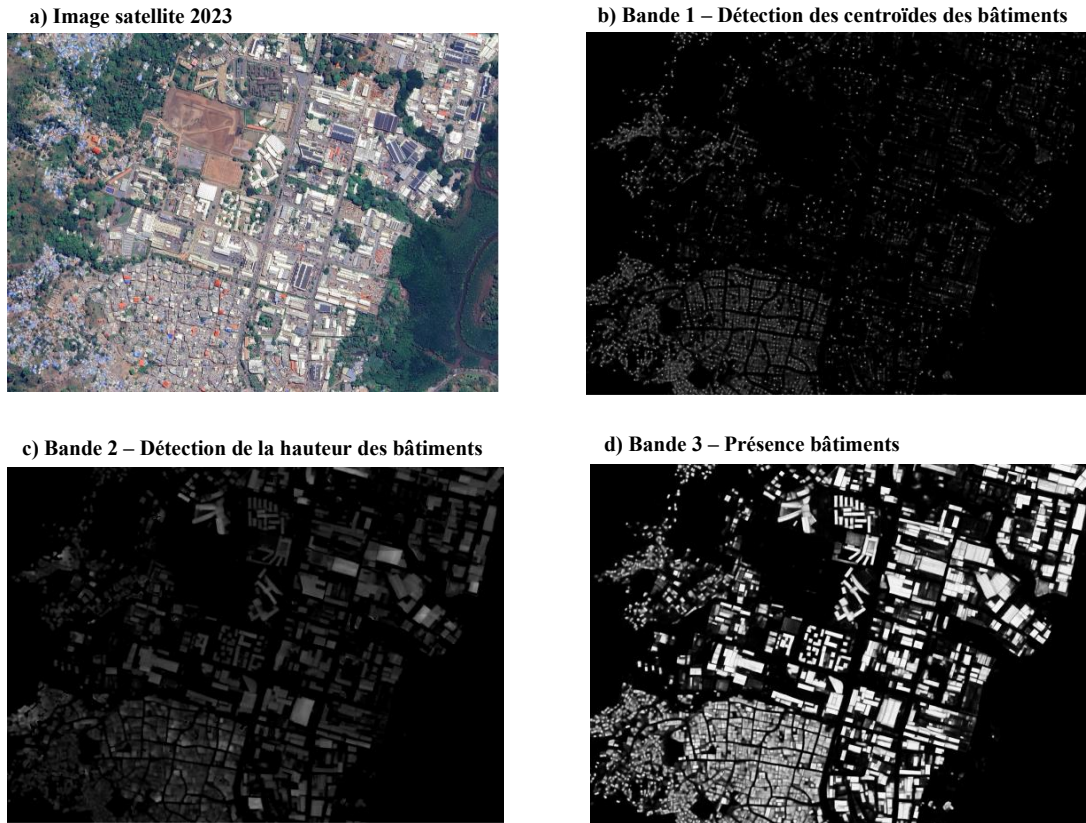 a) Image satellite 2023
b) Bande 1 – Détection des centroïdes des bâtiments
c) Bande 2 – Détection de la hauteur des bâtiments
d) Bande 3 – Présence bâtiments